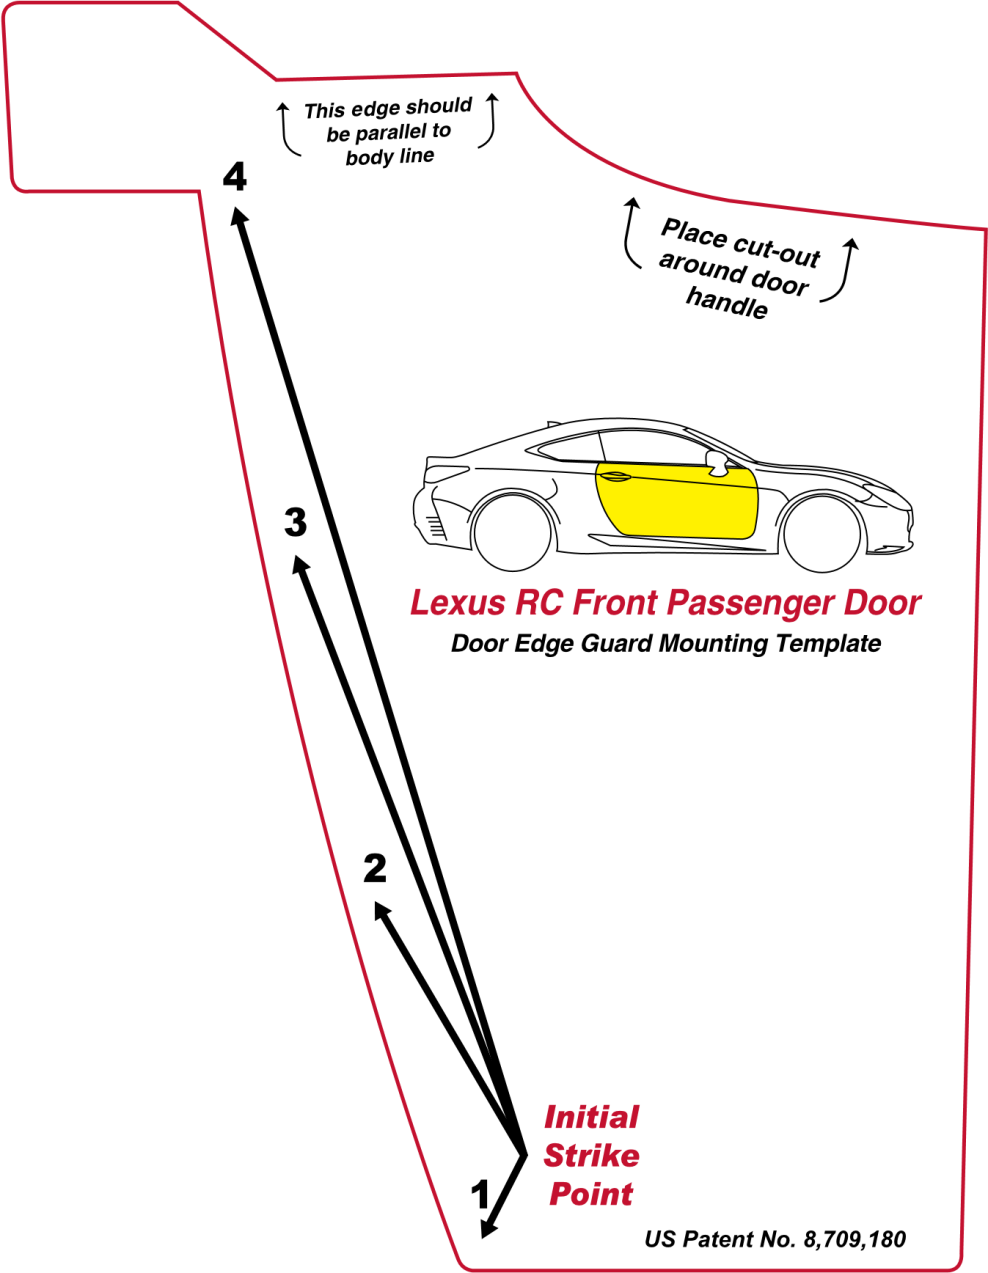 This edge should
be parallel to
body line
4
Place cut-out
around door
handle
3
Lexus RC Front Passenger Door
Door Edge Guard Mounting Template
2
Initial
Strike
Point
1
US Patent No. 8,709,180